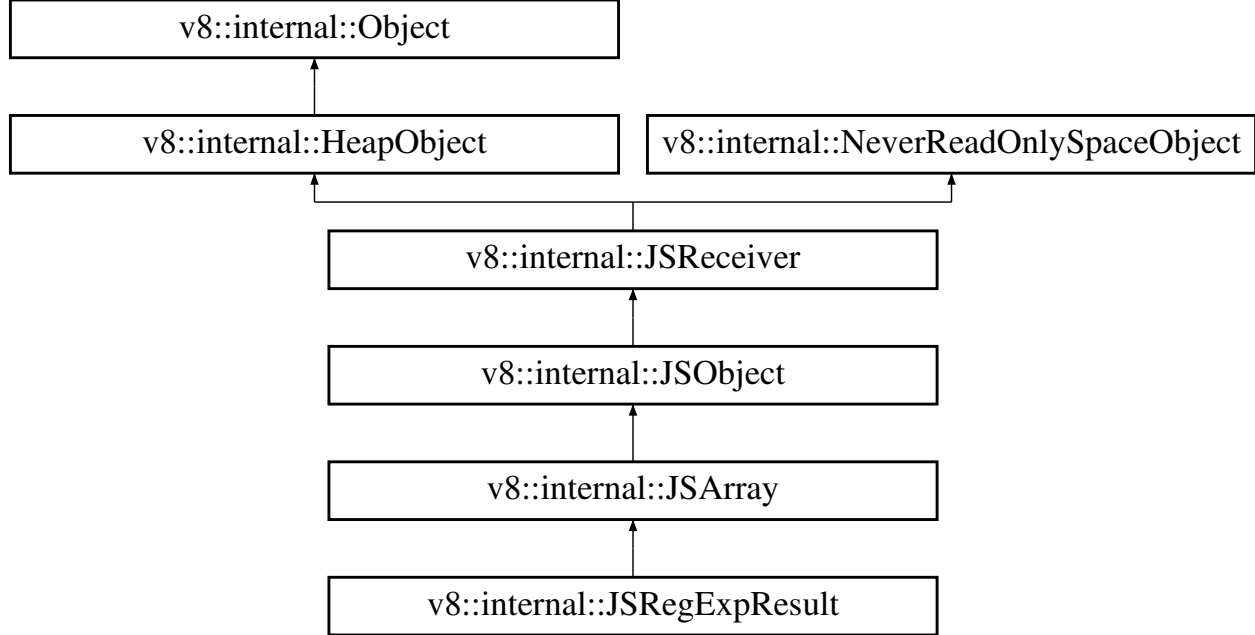 v8::internal::Object
v8::internal::HeapObject
v8::internal::NeverReadOnlySpaceObject
v8::internal::JSReceiver
v8::internal::JSObject
v8::internal::JSArray
v8::internal::JSRegExpResult